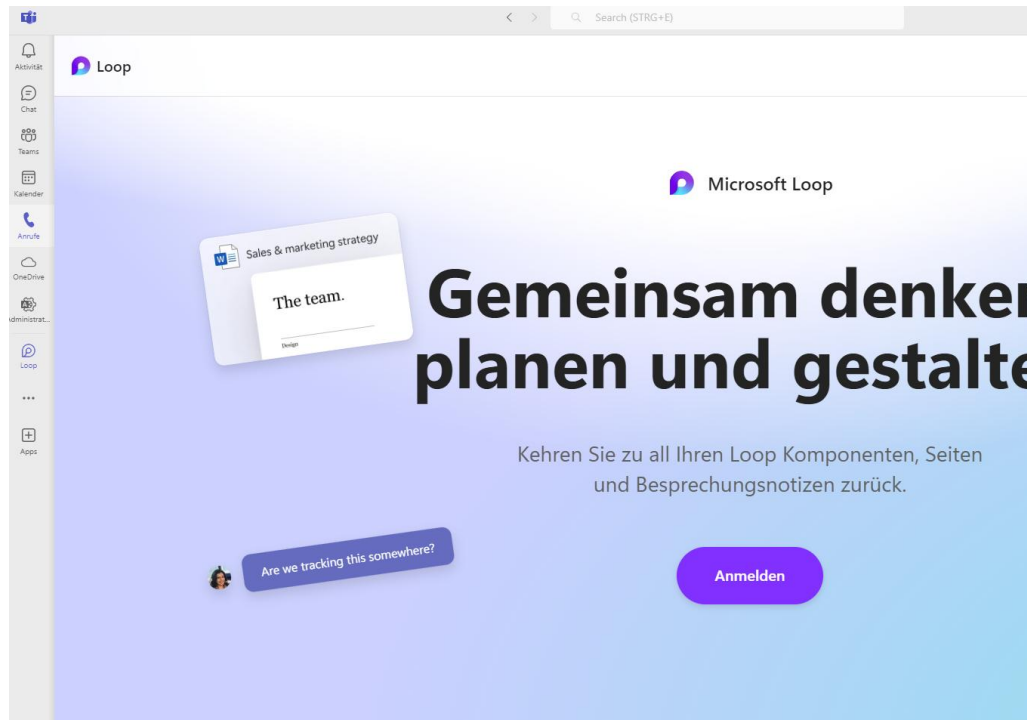 Search (STRG+E)
Aktivität
Chat
Teams
Kalender
Anrufe
OneDrive
dministrat...
Loop
...
Apps
Loop
Microsoft Loop
Sales & marketing strategy
The team.
Design
Gemeinsam denken
planen und gestalte
Kehren Sie zu all Ihren Loop Komponenten, Seiten
und Besprechungsnotizen zurück.
Are we tracking this somewhere?
Anmelden